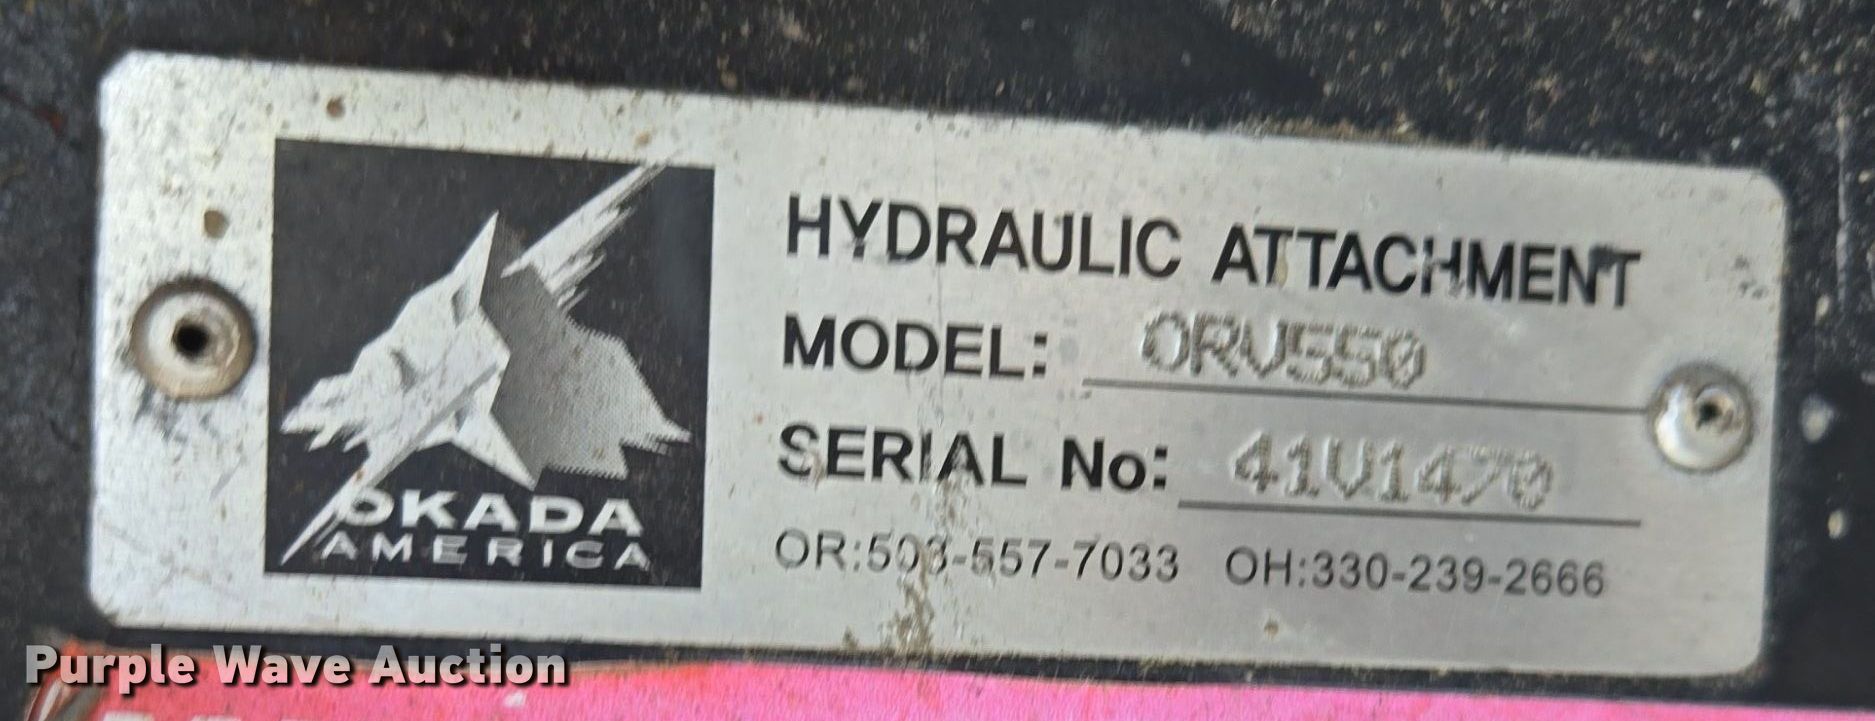 OKADA
AMERICA
HYDRAULIC ATTACHMENT
MODEL: ORV550
SERIAL No: 41V1470
OR:503-557-7033 OH:330-239-2666
Purple Wave Auction